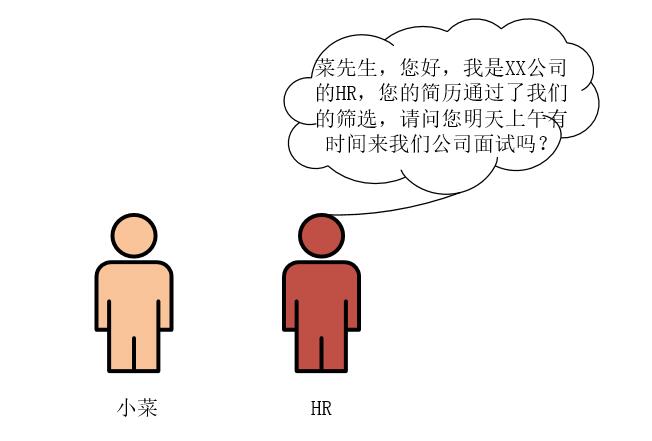 菜先生，您好，我是XX公司
的HR，您的简历通过了我们
的筛选，请问您明天上午有
时间来我们公司面试吗？
小菜
HR